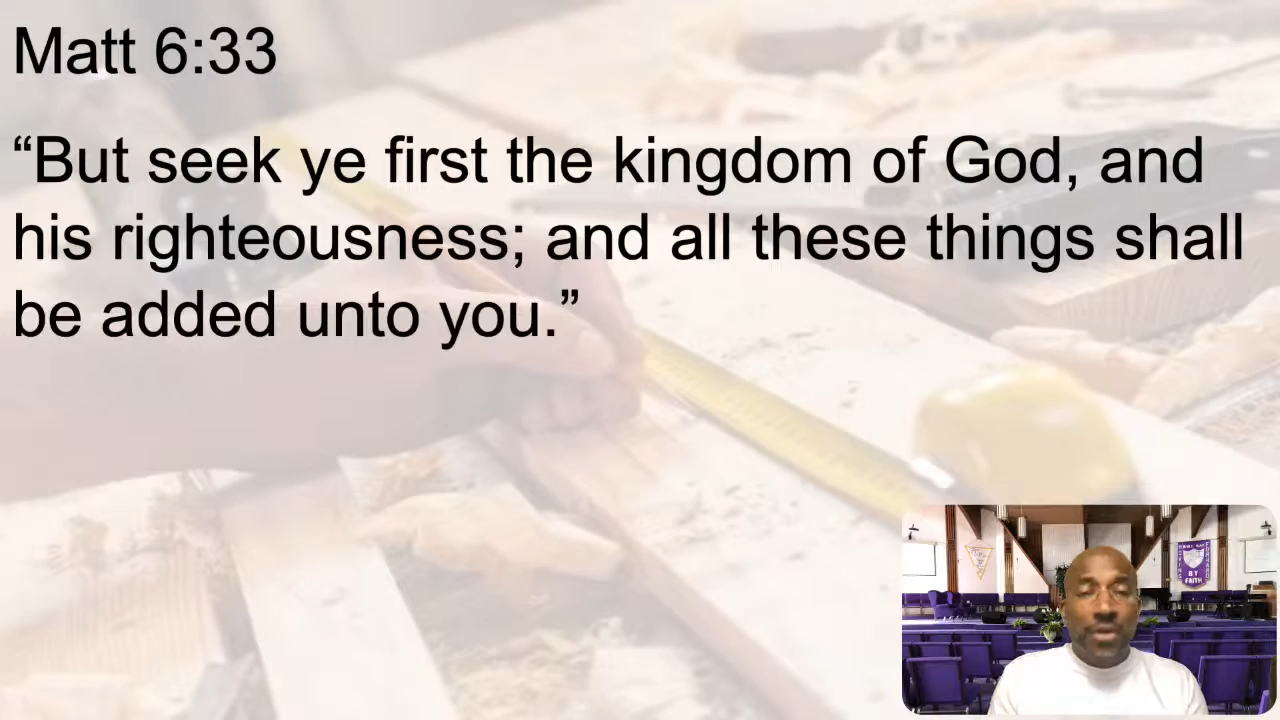 Matt 6:33
“But seek ye first the kingdom of God, and
his righteousness; and all these things shall
be added unto you.”
BY
FAITH